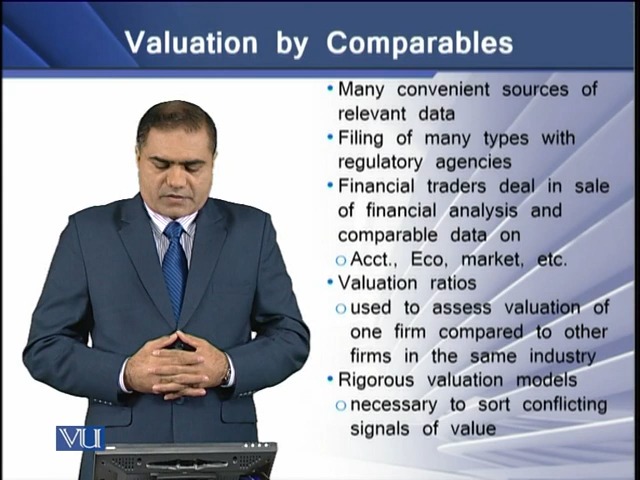 Valuation by Comparables
• Many convenient sources of
relevant data
• Filing of many types with
regulatory agencies
• Financial traders deal in sale
of financial analysis and
comparable data on
o Acct., Eco, market, etc.
• Valuation ratios
o used to assess valuation of
one firm compared to other
firms in the same industry
• Rigorous valuation models
o necessary to sort conflicting
signals of value
VU